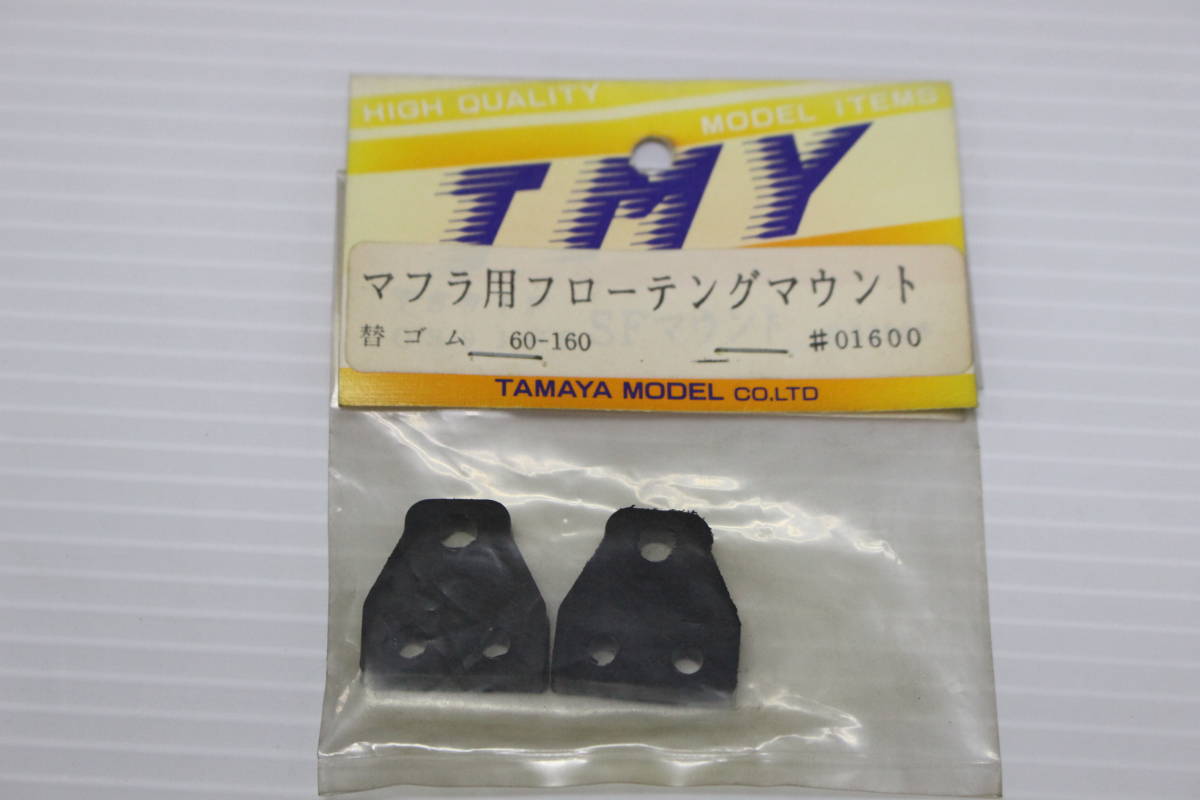 HIGH QUALITY
MODEL ITEMS
TMY
マフラ用フローテングマウント
替ゴム 60-160 #01600
TAMAYA MODEL CO,LTD